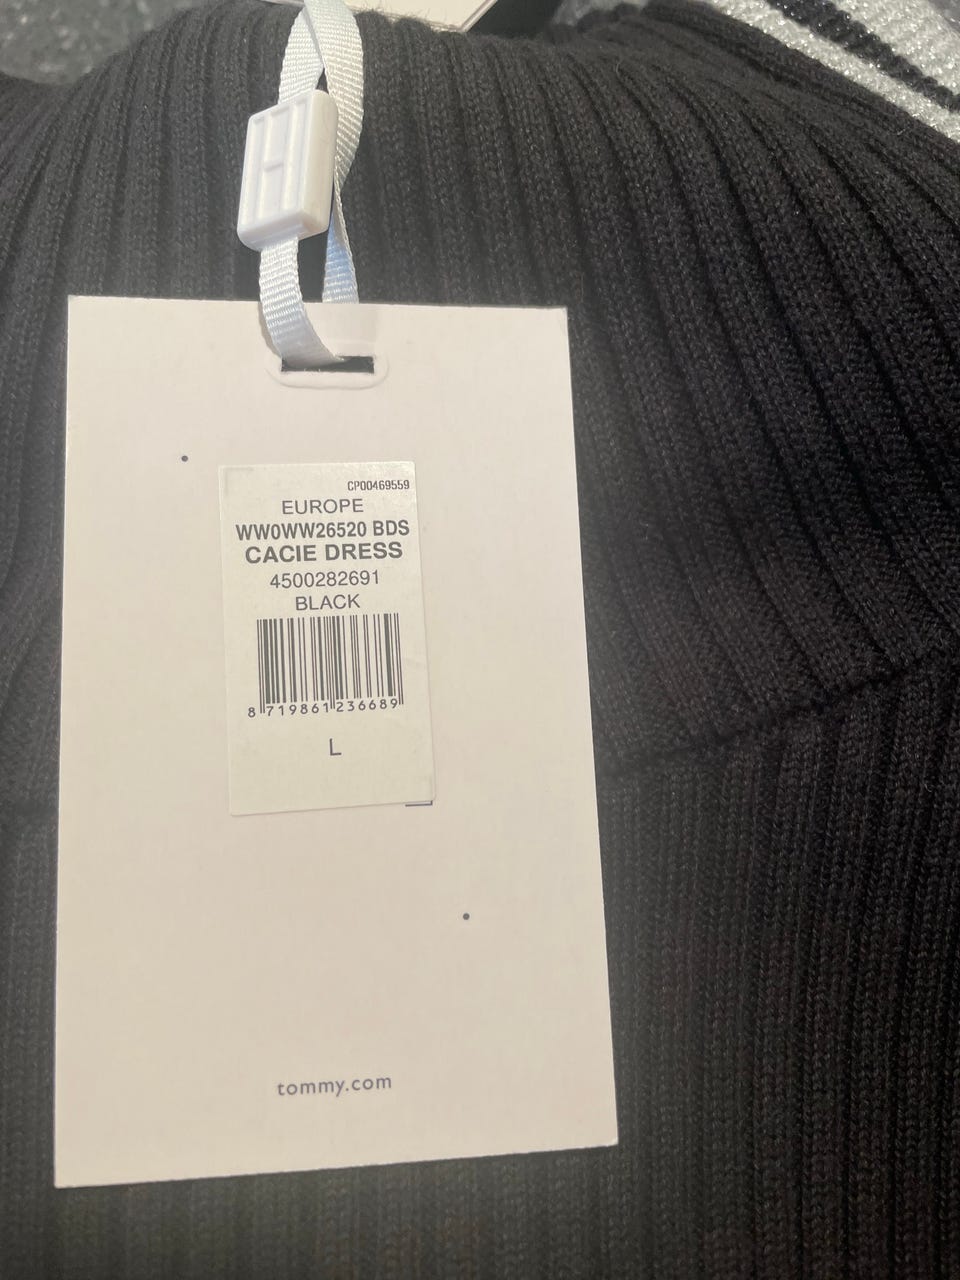 CP00469559
EUROPE
WW0WW26520 BDS
CACIE DRESS
4500282691
BLACK
8 719861 236689
L
tommy.com